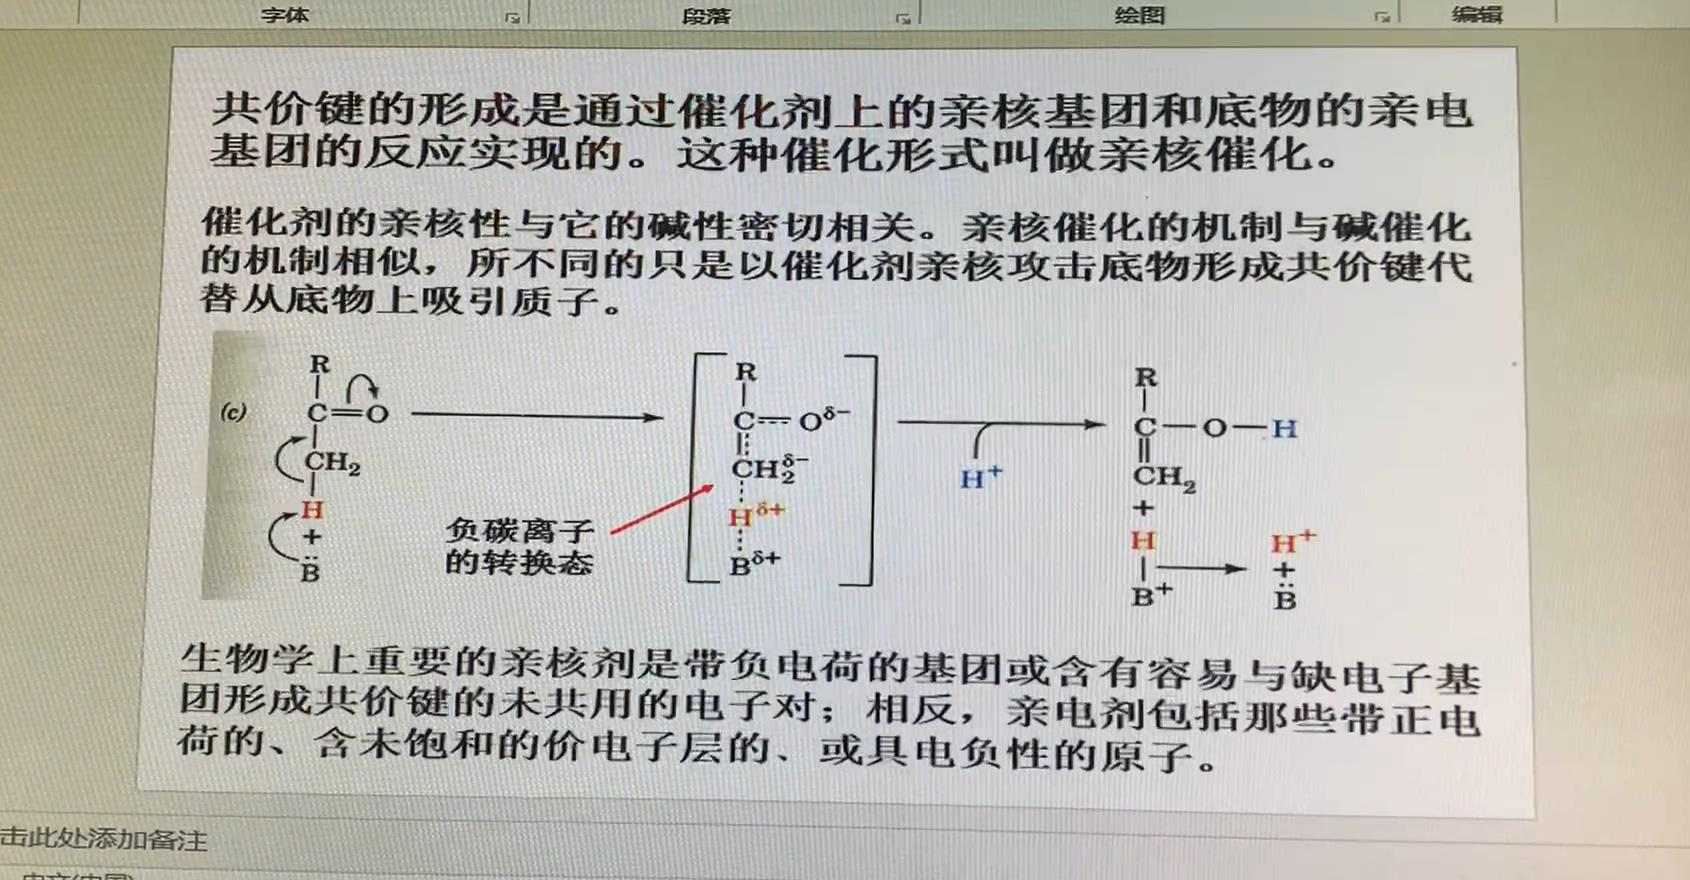 字体 段落 绘图 编辑
共价键的形成是通过催化剂上的亲核基团和底物的亲电
基团的反应实现的。这种催化形式叫做亲核催化。
催化剂的亲核性与它的碱性密切相关。亲核催化的机制与碱催化
的机制相似，所不同的只是以催化剂亲核攻击底物形成共价键代
替从底物上吸引质子。
(c)
R
C=O
CH₂
H
+
B̈
负碳离子
的转换态
R
C Oδ−
CH₂δ−
Hδ+
Bδ+
H⁺
R
C—O—H
CH₂
+
H
B⁺
H⁺
+
B̈
生物学上重要的亲核剂是带负电荷的基团或含有容易与缺电子基
团形成共价键的未共用的电子对；相反，亲电剂包括那些带正电
荷的、含未饱和的价电子层的、或具电负性的原子。
击此处添加备注